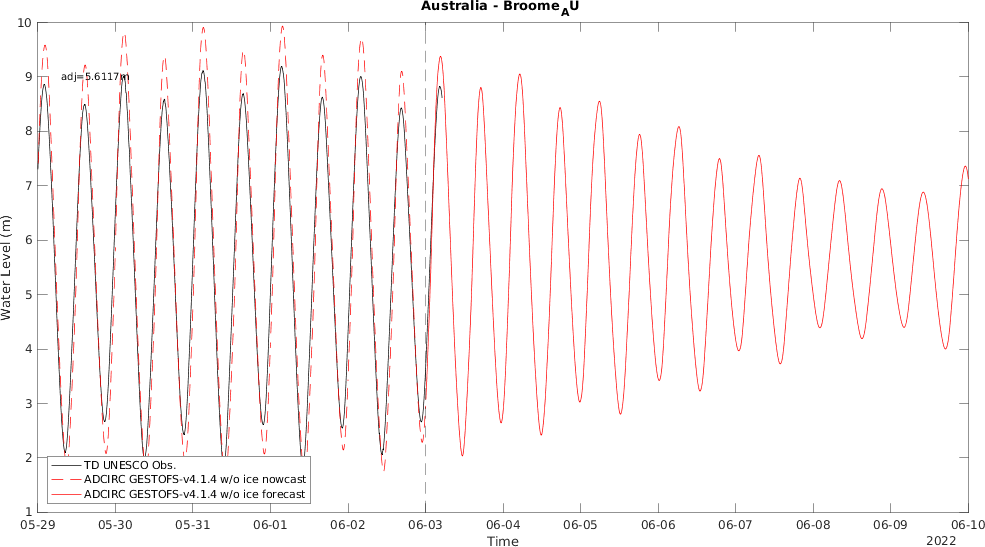 Australia - Broome_AU
10
9
8
7
6
5
4
3
2
1
Water Level (m)
adj=5.6117m
TD UNESCO Obs.
ADCIRC GESTOFS-v4.1.4 w/o ice nowcast
ADCIRC GESTOFS-v4.1.4 w/o ice forecast
05-29 05-30 05-31 06-01 06-02 06-03 06-04 06-05 06-06 06-07 06-08 06-09 06-10
Time
2022